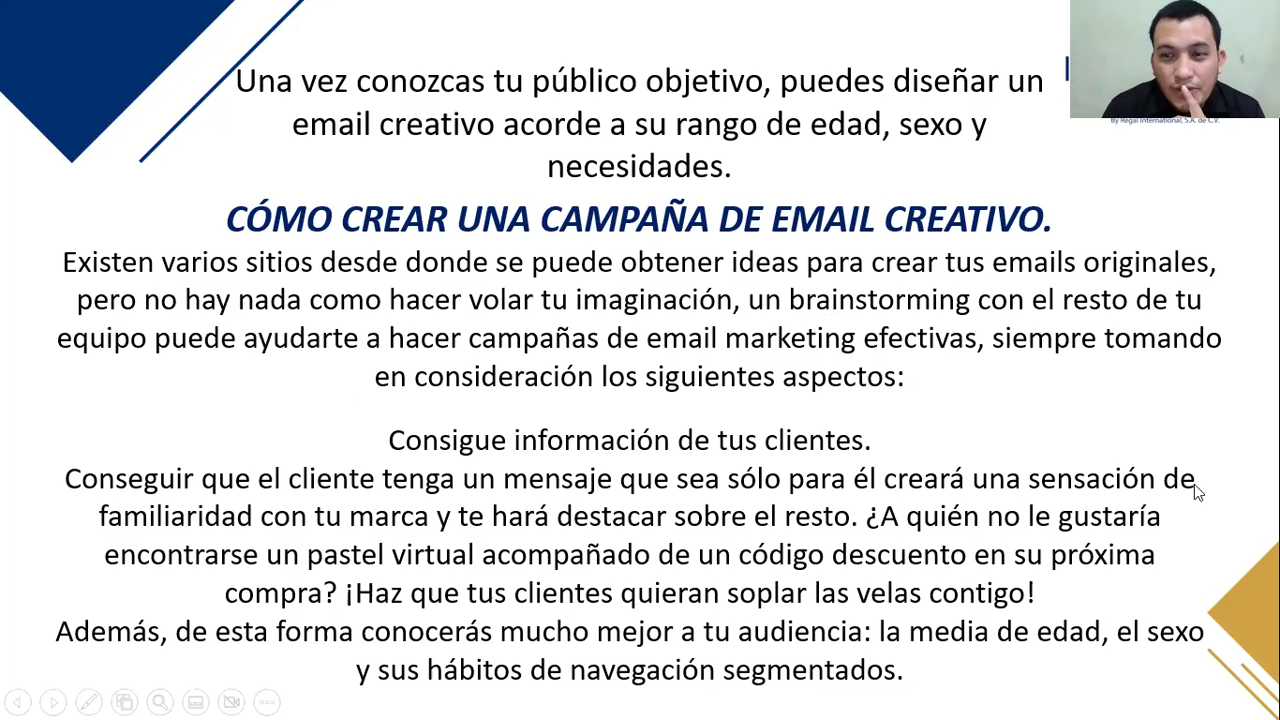 Una vez conozcas tu público objetivo, puedes diseñar un
email creativo acorde a su rango de edad, sexo y
necesidades.
By Regal International, S.A. de C.V.
CÓMO CREAR UNA CAMPAÑA DE EMAIL CREATIVO.
Existen varios sitios desde donde se puede obtener ideas para crear tus emails originales,
pero no hay nada como hacer volar tu imaginación, un brainstorming con el resto de tu
equipo puede ayudarte a hacer campañas de email marketing efectivas, siempre tomando
en consideración los siguientes aspectos:
Consigue información de tus clientes.
Conseguir que el cliente tenga un mensaje que sea sólo para él creará una sensación de
familiaridad con tu marca y te hará destacar sobre el resto. ¿A quién no le gustaría
encontrarse un pastel virtual acompañado de un código descuento en su próxima
compra? ¡Haz que tus clientes quieran soplar las velas contigo!
Además, de esta forma conocerás mucho mejor a tu audiencia: la media de edad, el sexo
y sus hábitos de navegación segmentados.